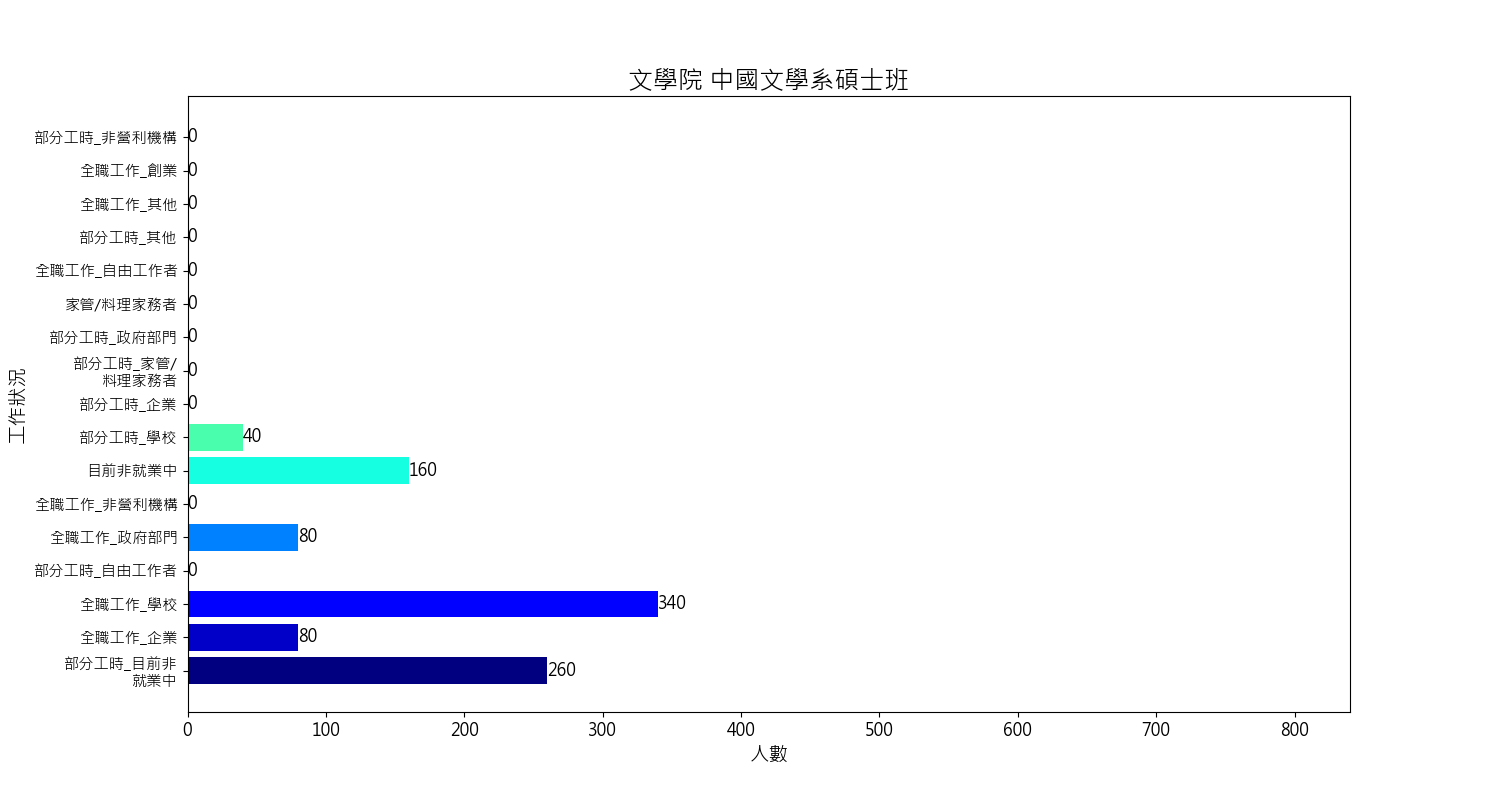 文學院 中國文學系碩士班
部分工時_非營利機構 0
全職工作_創業 0
全職工作_其他 0
部分工時_其他 0
全職工作_自由工作者 0
家管/料理家務者 0
部分工時_政府部門 0
部分工時_家管/
料理家務者 0
部分工時_企業 0
部分工時_學校 40
目前非就業中 160
全職工作_非營利機構 0
全職工作_政府部門 80
部分工時_自由工作者 0
全職工作_學校 340
全職工作_企業 80
部分工時_目前非
就業中 260
工作狀況
0 100 200 300 400 500 600 700 800
人數